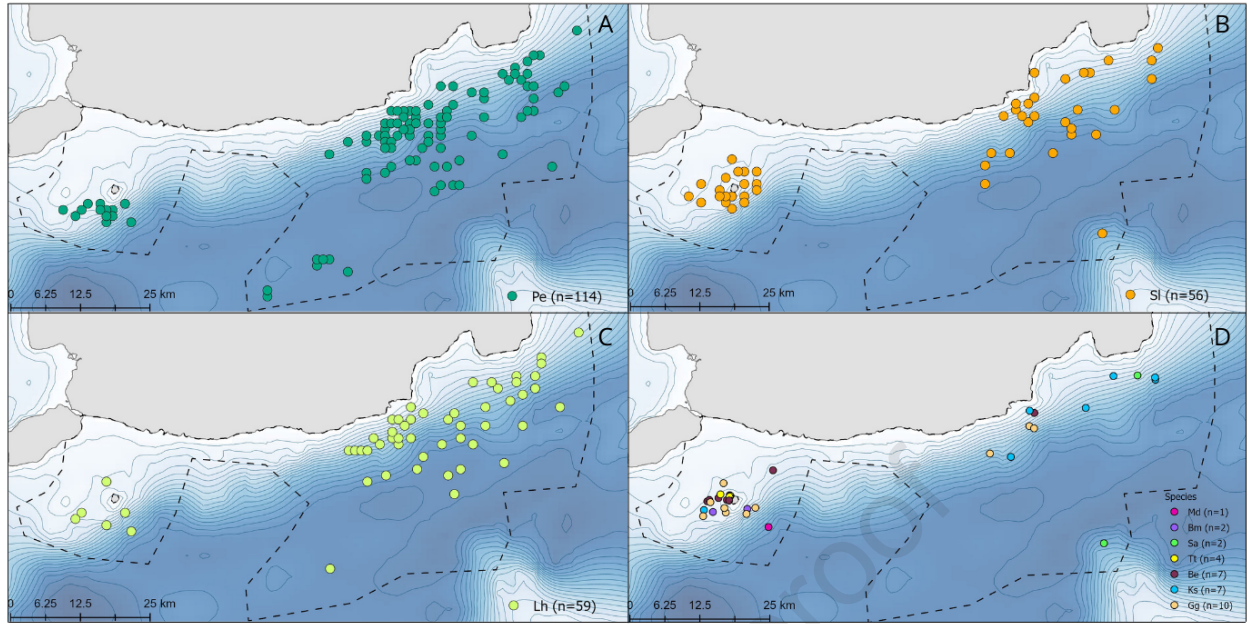 A
0 6.25 12.5 25 km
Pe (n=114)
B
0 6.25 12.5 25 km
Sl (n=56)
C
0 6.25 12.5 25 km
Lh (n=59)
D
Species
Md (n=1)
Bm (n=2)
Sa (n=2)
Tt (n=4)
Be (n=7)
Ks (n=7)
Gg (n=10)
0 6.25 12.5 25 km